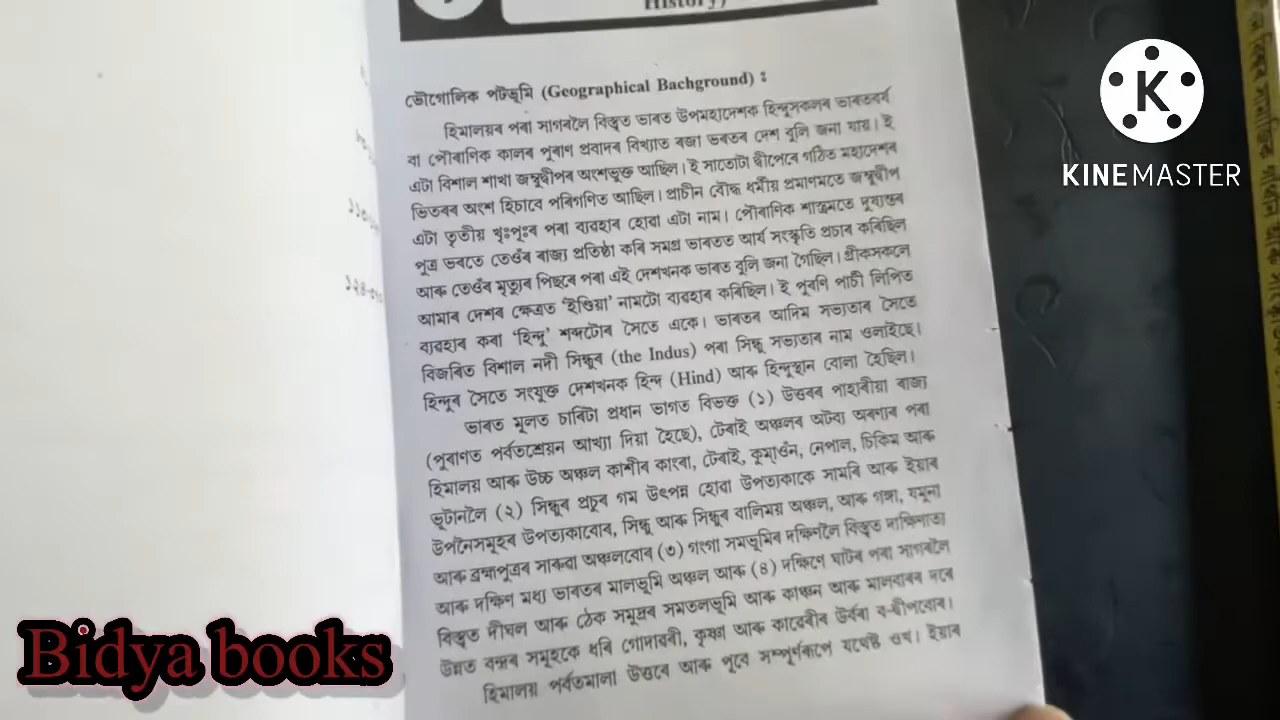 History)
ভৌগোলিক পটভূমি (Geographical Bachground) :
হিমালয়ৰ পৰা সাগৰলৈ বিস্তৃত ভাৰত উপমহাদেশক হিন্দুসকলৰ ভাৰতবৰ্ষ
বা পৌৰাণিক কালৰ পুৰাণ প্ৰবাদৰ বিখ্যাত ৰজা ভৰতৰ দেশ বুলি জনা যায়। ই
এটা বিশাল শাখা জম্বুদ্বীপৰ অংশভুক্ত আছিল। ই সাতোটা দ্বীপেৰে গঠিত মহাদেশৰ
ভিতৰৰ অংশ হিচাবে পৰিগণিত আছিল। প্ৰাচীন বৌদ্ধ ধৰ্মীয় প্ৰমাণমতে জম্বুদ্বীপ
এটা তৃতীয় খৃঃপূঃৰ পৰা ব্যৱহাৰ হোৱা এটা নাম। পৌৰাণিক শাস্ত্ৰমতে দুষ্যন্তৰ
পুত্ৰ ভৰতে তেওঁৰ ৰাজ্য প্ৰতিষ্ঠা কৰি সমগ্ৰ ভাৰতত আৰ্য সংস্কৃতি প্ৰচাৰ কৰিছিল
আৰু তেওঁৰ মৃত্যুৰ পিছৰে পৰা এই দেশখনক ভাৰত বুলি জনা গৈছিল। গ্ৰীকসকলে
আমাৰ দেশৰ ক্ষেত্ৰত ‘ইণ্ডিয়া’ নামটো ব্যৱহাৰ কৰিছিল। ই পুৰণি পাৰ্চী লিপিত
ব্যৱহাৰ কৰা ‘হিন্দু’ শব্দটোৰ সৈতে একে। ভাৰতৰ আদিম সভ্যতাৰ সৈতে
বিজৰিত বিশাল নদী সিন্ধুৰ (the Indus) পৰা সিন্ধু সভ্যতাৰ নাম ওলাইছে।
হিন্দুৰ সৈতে সংযুক্ত দেশখনক হিন্দ (Hind) আৰু হিন্দুস্থান বোলা হৈছিল।
ভাৰত মূলত চাৰিটা প্ৰধান ভাগত বিভক্ত (১) উত্তৰৰ পাহাৰীয়া ৰাজ্য
(পুৰাণত পৰ্বতশ্ৰেয়ন আখ্যা দিয়া হৈছে), টেৰাই অঞ্চলৰ অটব্য অৰণ্যৰ পৰা
হিমালয় আৰু উচ্চ অঞ্চল কাশীৰ কাংৰা, টেৰাই, কুমাওঁন, নেপাল, চিকিম আৰু
ভূটানলৈ (২) সিন্ধুৰ প্ৰচুৰ গম উৎপন্ন হোৱা উপত্যকাকে সামৰি আৰু ইয়াৰ
উপনৈসমূহৰ উপত্যকাবোৰ, সিন্ধু আৰু সিন্ধুৰ বালিময় অঞ্চল, আৰু গঙ্গা, যমুনা
আৰু ব্ৰহ্মপুত্ৰৰ সাৰুৱা অঞ্চলবোৰ (৩) গংগা সমভূমিৰ দক্ষিণলৈ বিস্তৃত দাক্ষিণাত্য
আৰু দক্ষিণ মধ্য ভাৰতৰ মালভূমি অঞ্চল আৰু (৪) দক্ষিণে ঘাটৰ পৰা সাগৰলৈ
বিস্তৃত দীঘল আৰু ঠেক সমুদ্ৰৰ সমতলভূমি আৰু কাঞ্চন আৰু মালবাৰৰ দৰে
উন্নত বন্দৰ সমূহকে ধৰি গোদাৱৰী, কৃষ্ণা আৰু কাৱেৰীৰ উৰ্বৰা ব-দ্বীপবোৰ।
হিমালয় পৰ্বতমালা উত্তৰে আৰু পূবে সম্পূৰ্ণৰূপে যথেষ্ট ওখ। ইয়াৰ
K
KINEMASTER
Bidya books